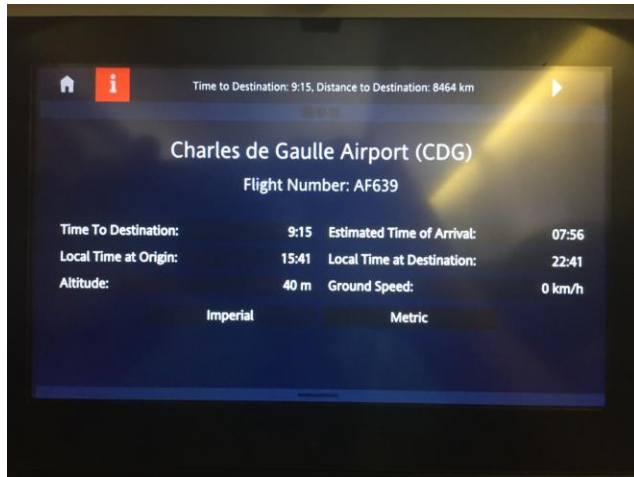 i
Time to Destination: 9:15, Distance to Destination: 8464 km
Charles de Gaulle Airport (CDG)
Flight Number: AF639
Time To Destination: 9:15 Estimated Time of Arrival: 07:56
Local Time at Origin: 15:41 Local Time at Destination: 22:41
Altitude: 40 m Ground Speed: 0 km/h
Imperial Metric